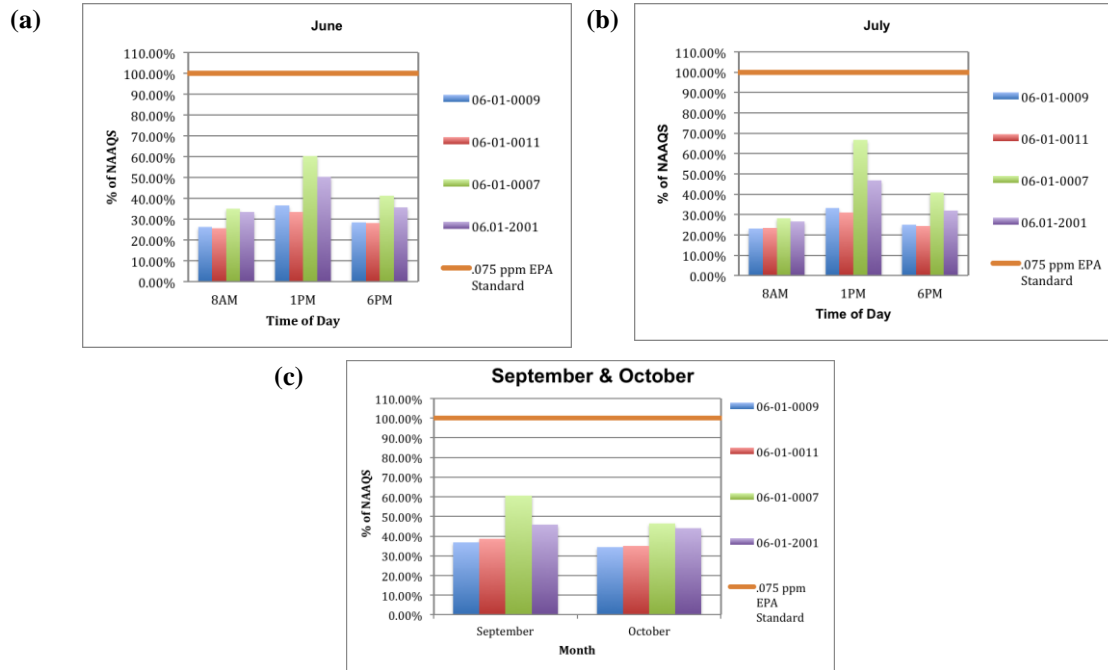 (a)
June
110.00%
100.00%
90.00%
80.00%
70.00%
60.00%
50.00%
40.00%
30.00%
20.00%
10.00%
0.00%
% of NAAQS
8AM 1PM 6PM
Time of Day
06-01-0009
06-01-0011
06-01-0007
06.01-2001
.075 ppm EPA
Standard
(b)
July
110.00%
100.00%
90.00%
80.00%
70.00%
60.00%
50.00%
40.00%
30.00%
20.00%
10.00%
0.00%
% of NAAQS
8AM 1PM 6PM
Time of Day
06-01-0009
06-01-0011
06-01-0007
06.01-2001
.075 ppm EPA
Standard
(c)
September & October
110.00%
100.00%
90.00%
80.00%
70.00%
60.00%
50.00%
40.00%
30.00%
20.00%
10.00%
0.00%
% of NAAQS
September October
Month
06-01-0009
06-01-0011
06-01-0007
06-01-2001
.075 ppm
EPA
Standard